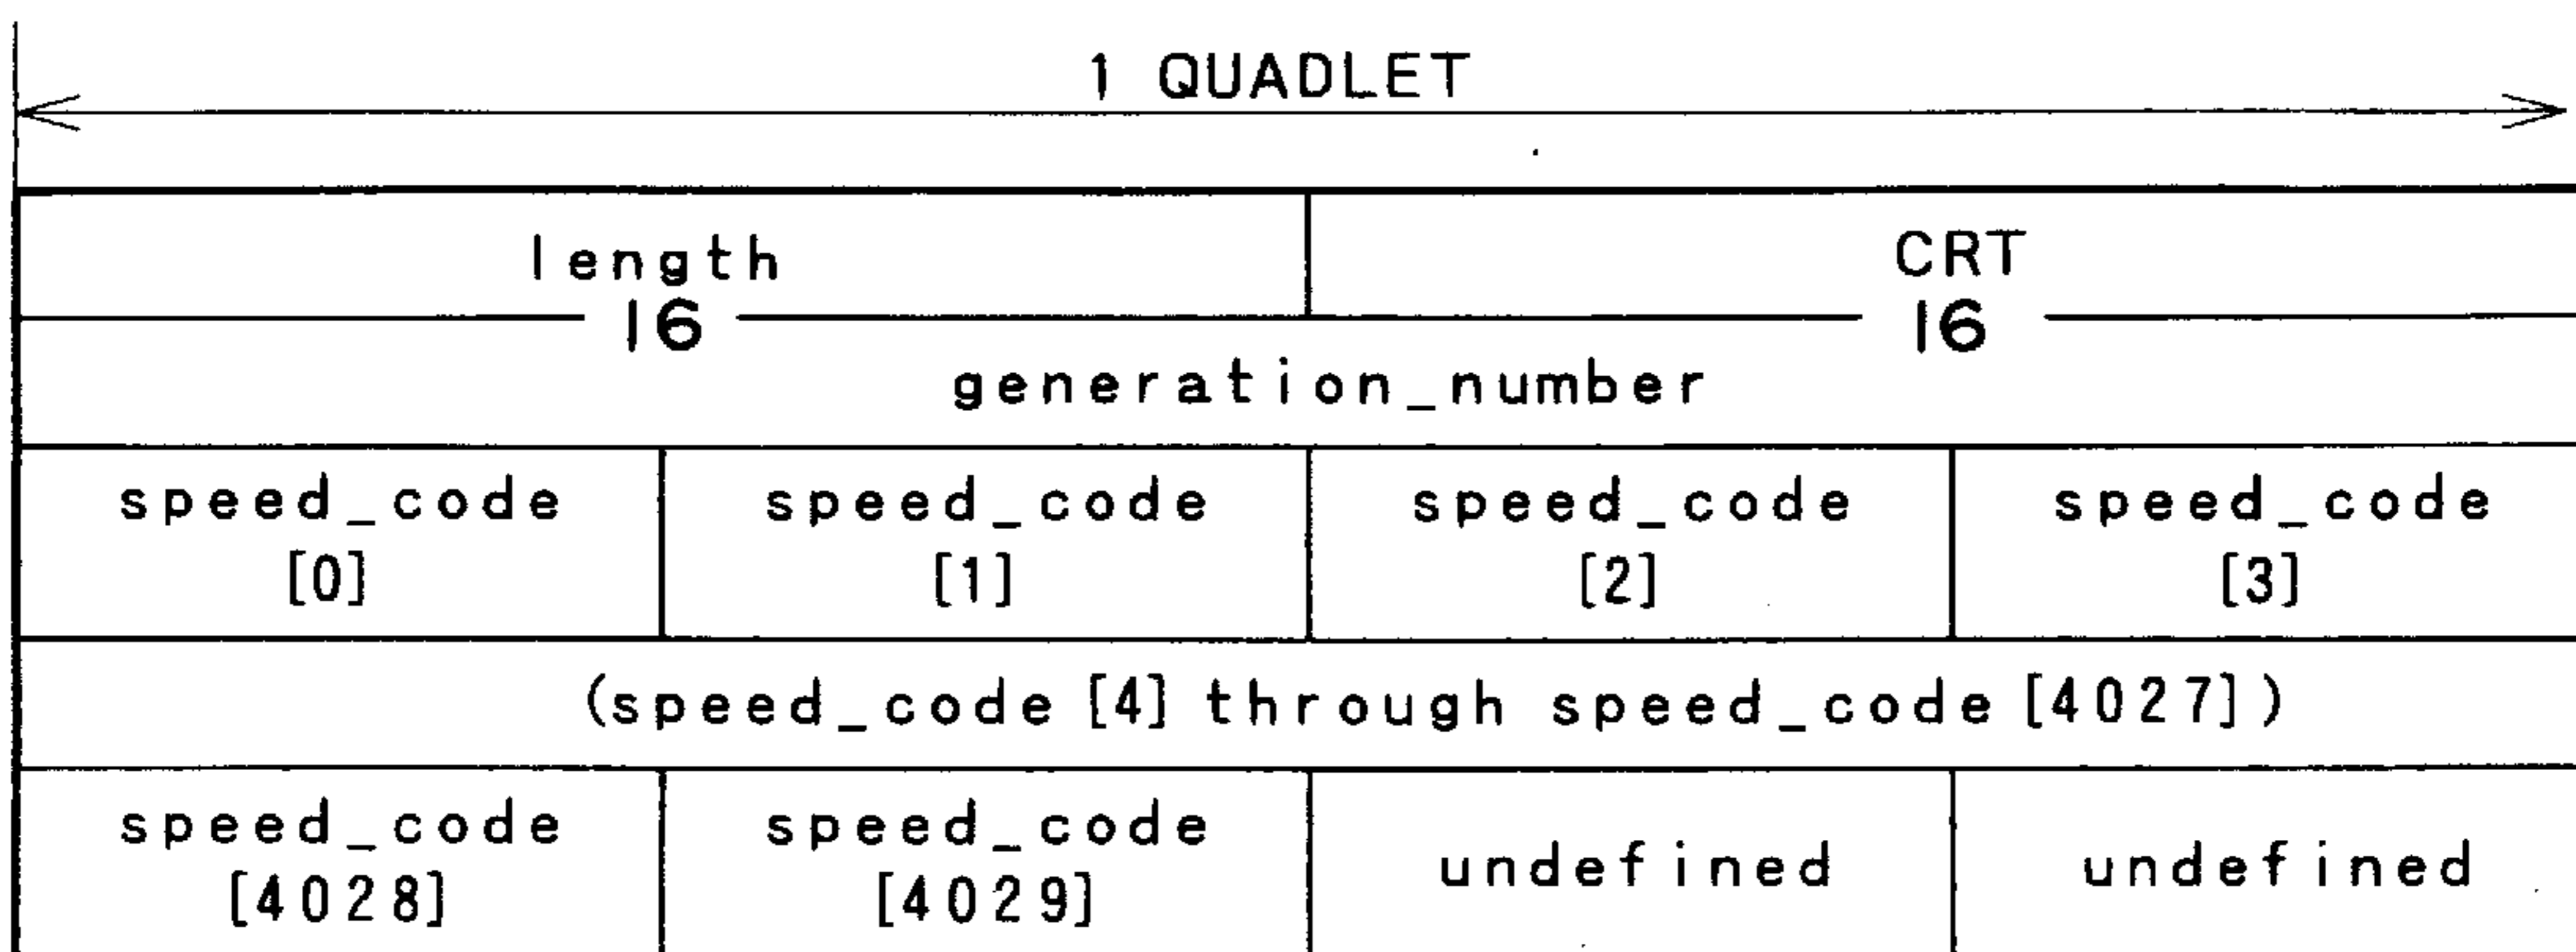 1 QUADLET
length CRT
16 16
generation_number
speed_code speed_code speed_code speed_code
[0] [1] [2] [3]
(speed_code [4] through speed_code [4027])
speed_code speed_code undefined undefined
[4028] [4029]